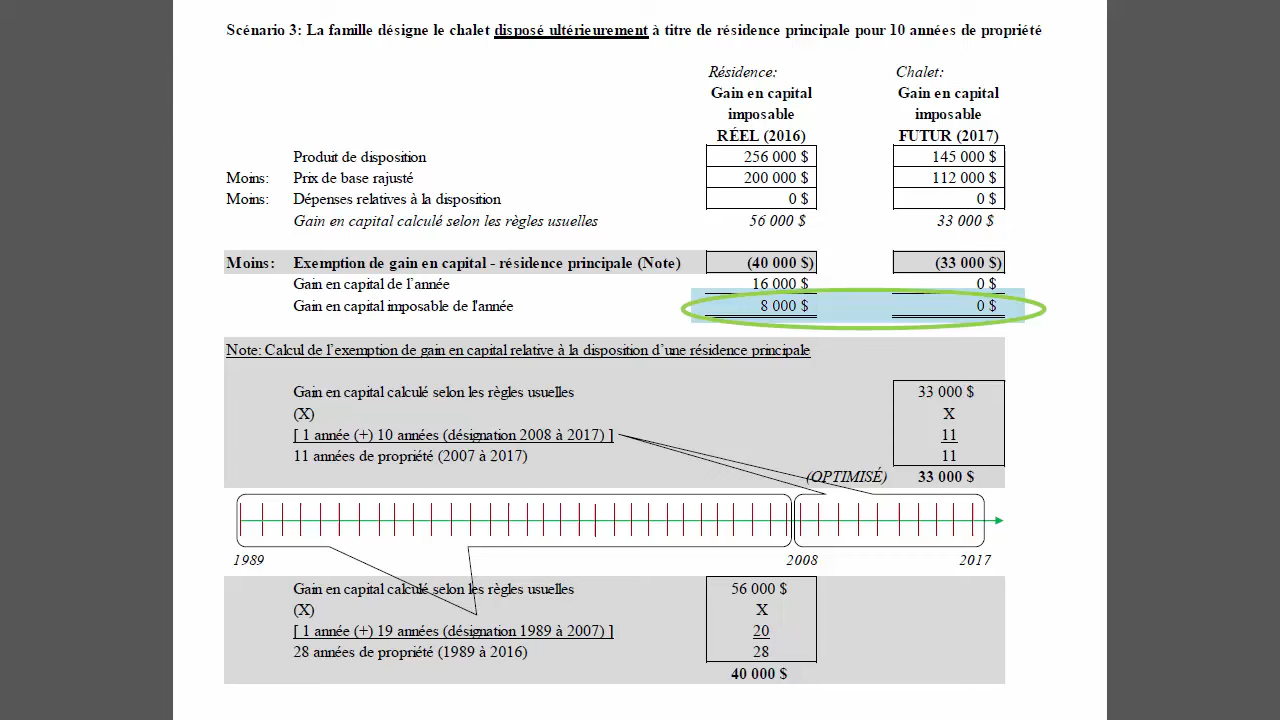 Scénario 3: La famille désigne le chalet disposé ultérieurement à titre de résidence principale pour 10 années de propriété
Résidence: Chalet:
Gain en capital Gain en capital
imposable imposable
RÉEL (2016) FUTUR (2017)
Produit de disposition 256 000 $ 145 000 $
Moins: Prix de base rajusté 200 000 $ 112 000 $
Moins: Dépenses relatives à la disposition 0 $ 0 $
Gain en capital calculé selon les règles usuelles 56 000 $ 33 000 $
Moins: Exemption de gain en capital - résidence principale (Note) (40 000 $) (33 000 $)
Gain en capital de l’année 16 000 $ 0 $
Gain en capital imposable de l'année 8 000 $ 0 $
Note: Calcul de l’exemption de gain en capital relative à la disposition d’une résidence principale
Gain en capital calculé selon les règles usuelles 33 000 $
(X) X
[ 1 année (+) 10 années (désignation 2008 à 2017) ] 11
11 années de propriété (2007 à 2017) 11
(OPTIMISÉ) 33 000 $
1989 2008 2017
Gain en capital calculé selon les règles usuelles 56 000 $
(X) X
[ 1 année (+) 19 années (désignation 1989 à 2007) ] 20
28 années de propriété (1989 à 2016) 28
40 000 $